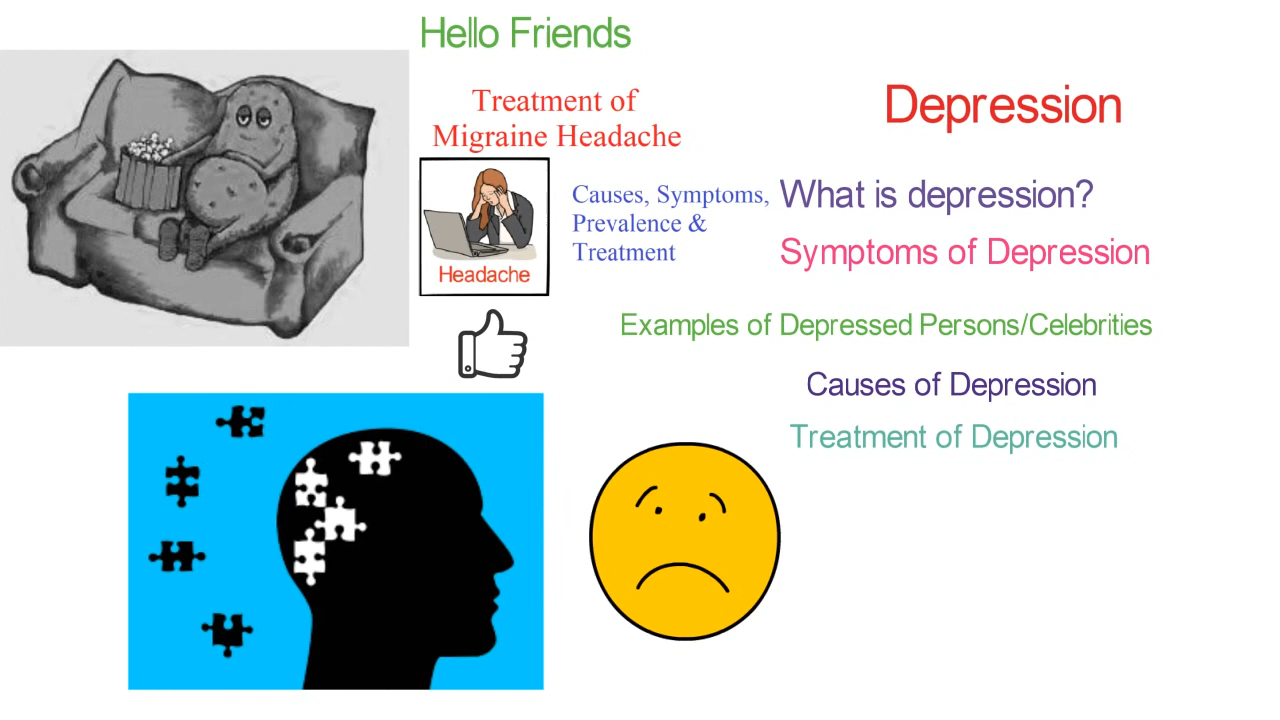 Hello Friends
Treatment of
Migraine Headache
Headache
Causes, Symptoms,
Prevalence &
Treatment
Depression
What is depression?
Symptoms of Depression
Examples of Depressed Persons/Celebrities
Causes of Depression
Treatment of Depression